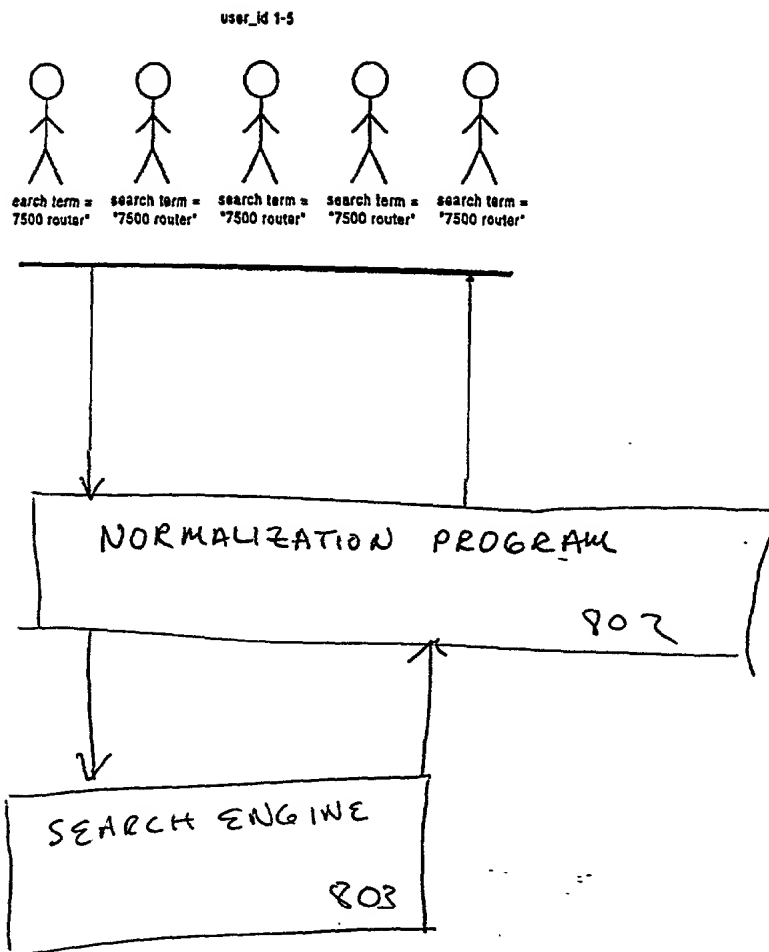 user_id 1-5
earch term = search term = search term = search term = search term =
7500 router" "7500 router" "7500 router" "7500 router" "7500 router"
NORMALIZATION PROGRAM
802
SEARCH ENGINE
803